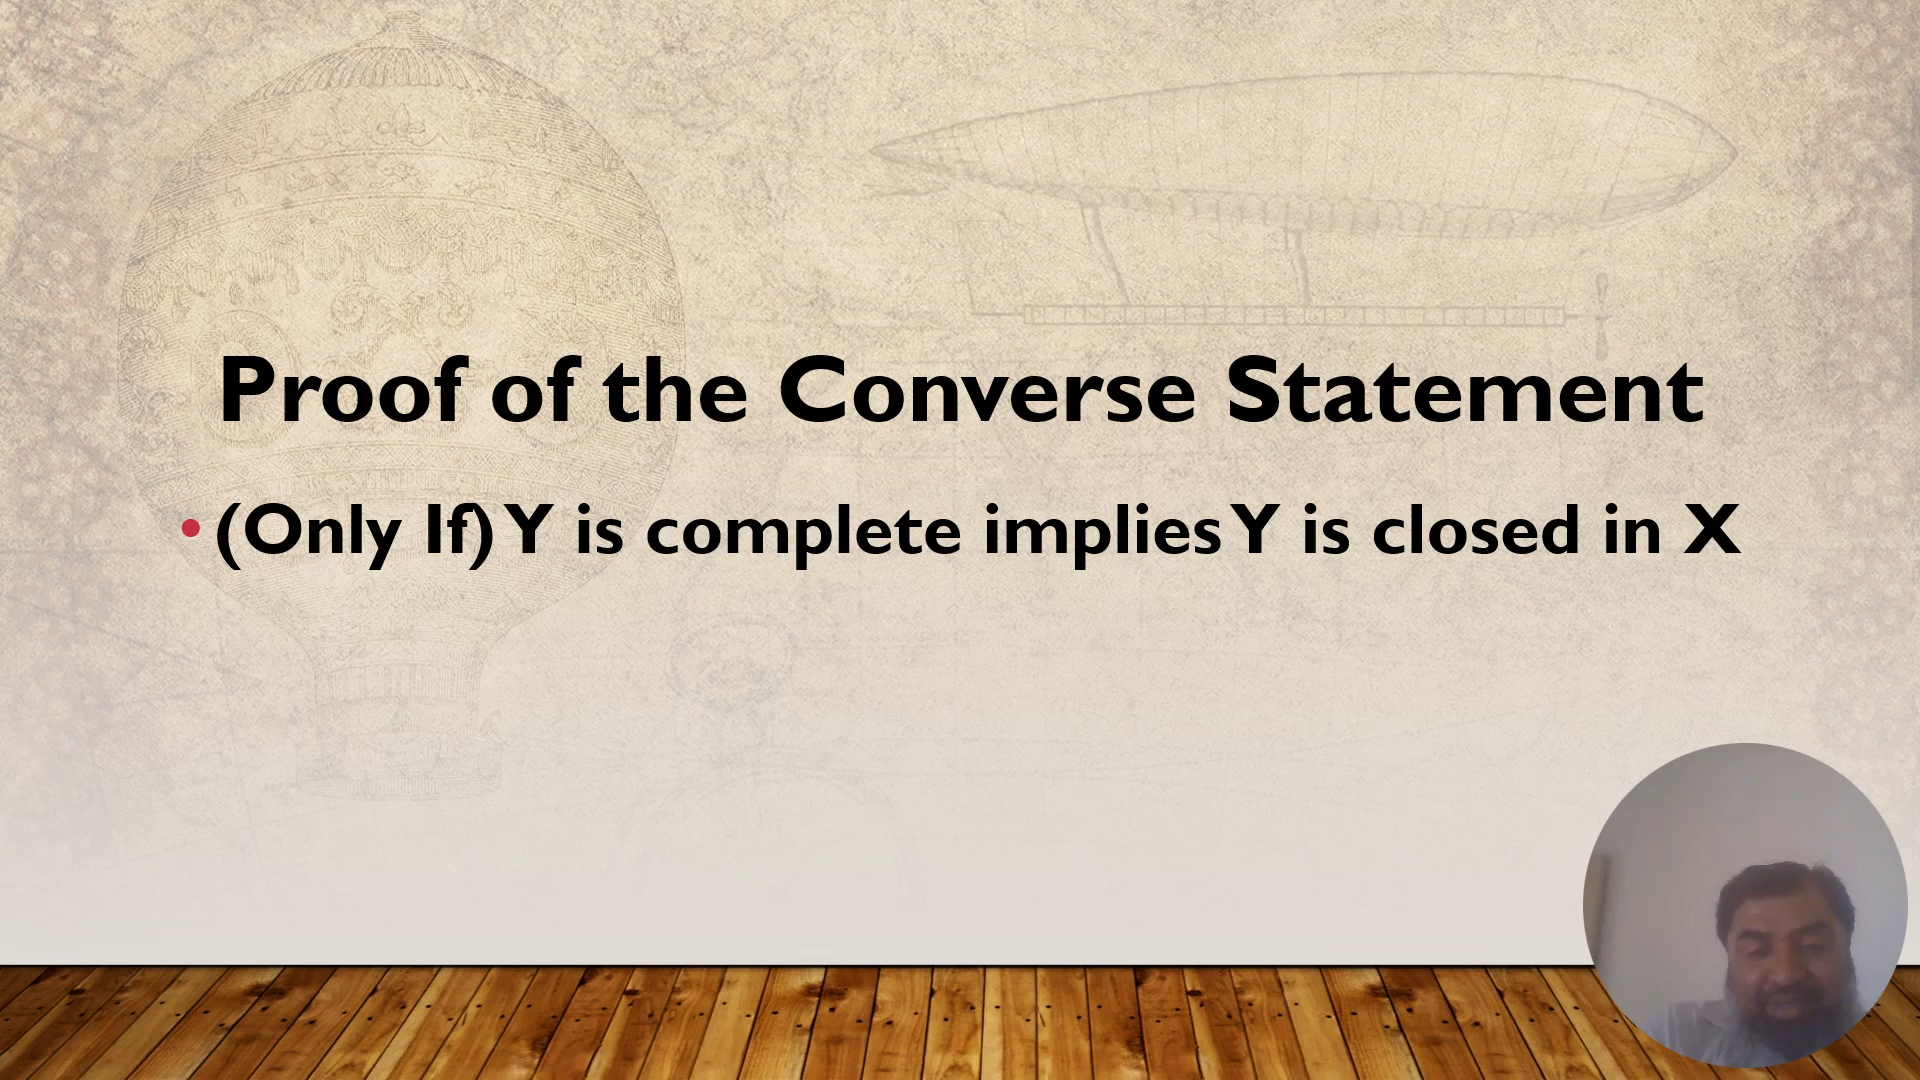 Proof of the Converse Statement
• (Only If) Y is complete implies Y is closed in X